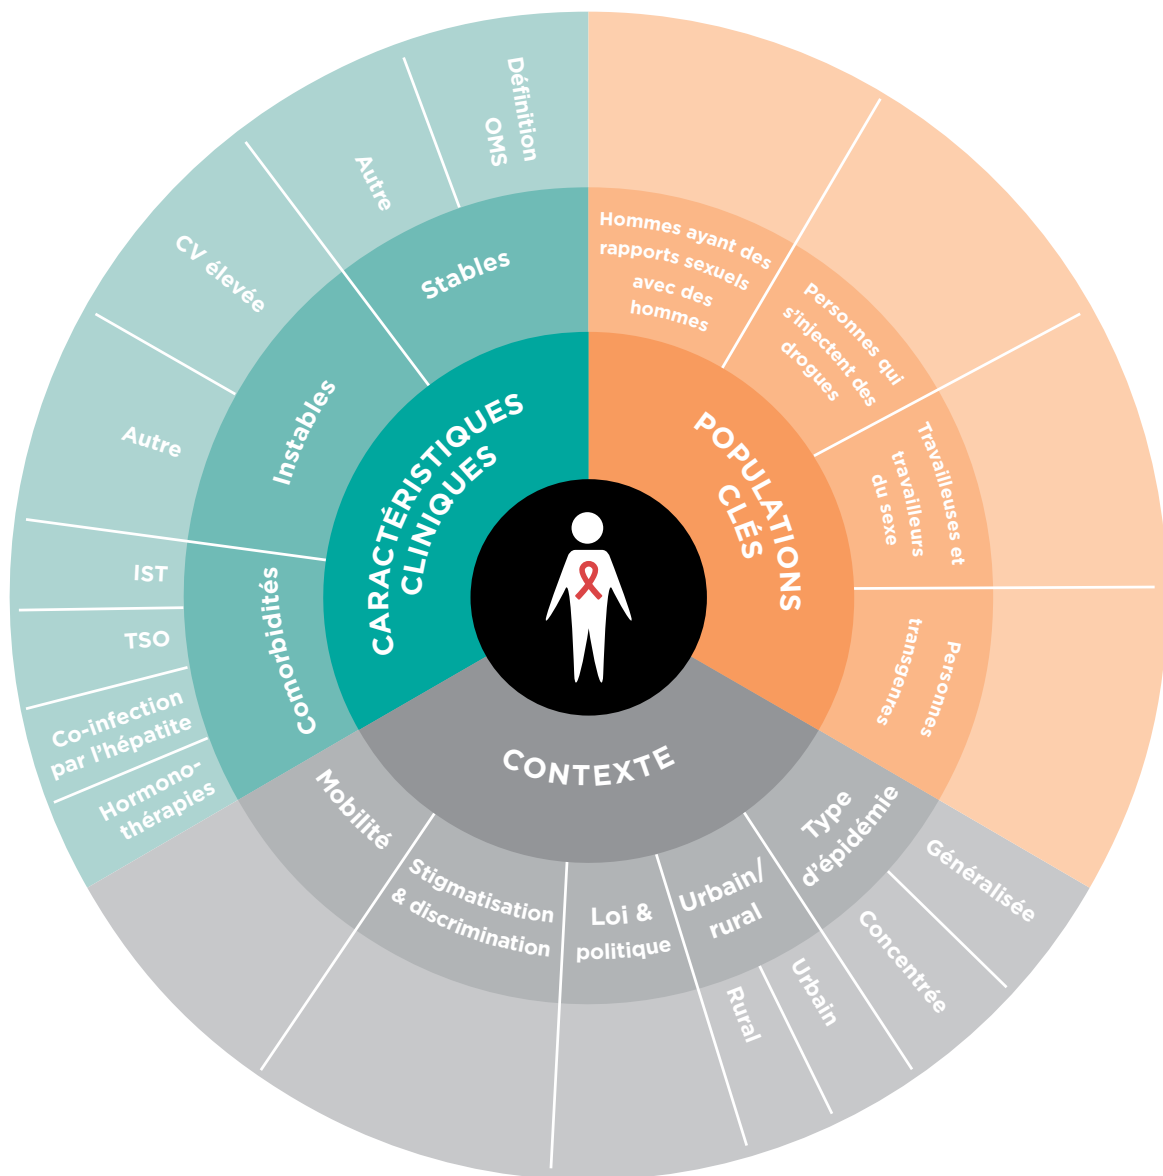 CARACTÉRISTIQUES
CLINIQUES
Stables
Définition
OMS
Autre
Instables
CV élevée
Autre
Comorbidités
IST
TSO
Co-infection
par l'hépatite
Hormono-
thérapies
POPULATIONS
CLÉS
Hommes ayant des
rapports sexuels
avec des
hommes
Personnes qui
s'injectent des
drogues
Travailleuses et
travailleurs
du sexe
Personnes
transgenres
CONTEXTE
Mobilité
Stigmatisation
& discrimination
Loi &
politique
Urbain/
rural
Rural
Urbain
Type
d'épidémie
Concentrée
Généralisée